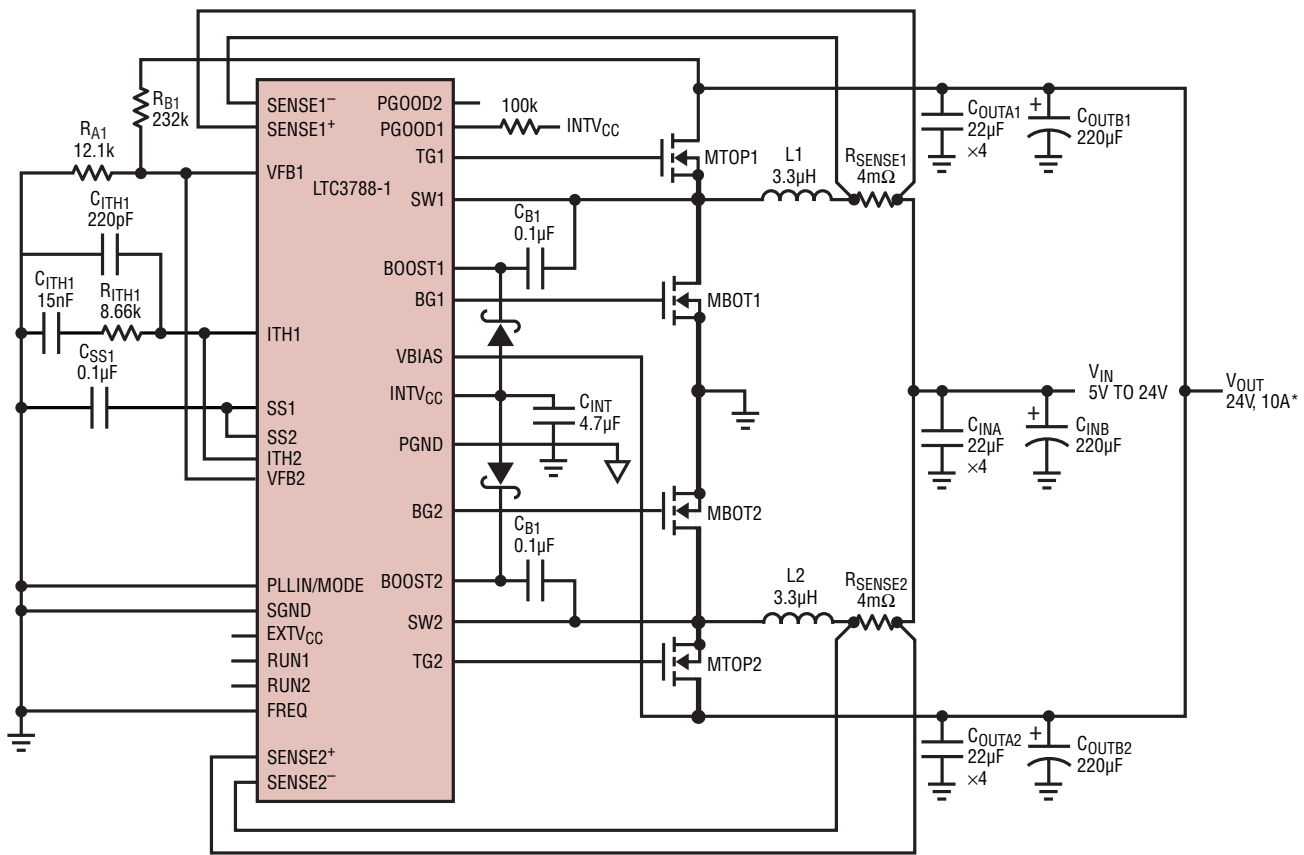 SENSE1–
SENSE1+
VFB1
ITH1
SS1
SS2
ITH2
VFB2
PLLIN/MODE
SGND
EXTVCC
RUN1
RUN2
FREQ
SENSE2+
SENSE2–
LTC3788-1
PGOOD2
PGOOD1
TG1
SW1
BOOST1
BG1
VBIAS
INTVCC
PGND
BG2
BOOST2
SW2
TG2
RB1
232k
RA1
12.1k
CITH1
220pF
CITH1
15nF
RITH1
8.66k
CSS1
0.1µF
100k
INTVCC
CB1
0.1µF
CINT
4.7µF
CB1
0.1µF
MTOP1
MBOT1
MBOT2
MTOP2
L1
3.3µH
RSENSE1
4mΩ
L2
3.3µH
RSENSE2
4mΩ
COUTA1
22µF
×4
+
COUTB1
220µF
VIN
5V TO 24V
VOUT
24V, 10A*
CINA
22µF
×4
+
CINB
220µF
COUTA2
22µF
×4
+
COUTB2
220µF